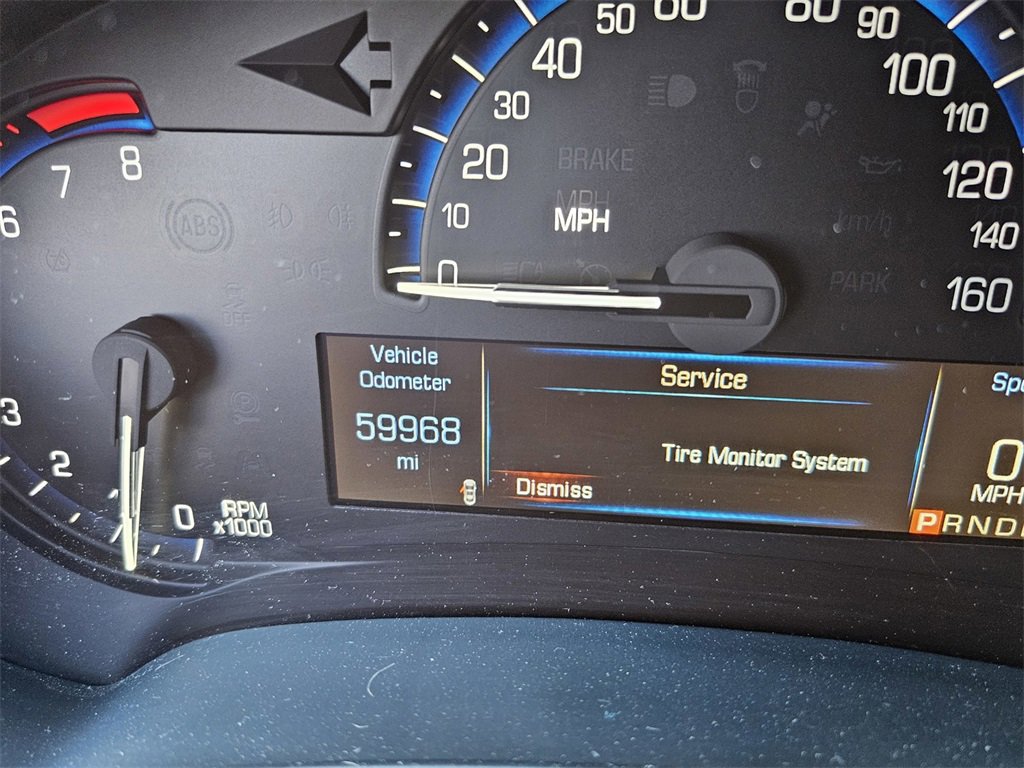 50 60 80 90
40 100
30 110
8 20 BRAKE 120
7 MPH
6 ABS 10 MPH km/h 140
0 PARK 160
OFF
Vehicle
Odometer
59968
mi
Service
Tire Monitor System
Dismiss
0
MPH
PRND
3
2
0 RPM
x1000